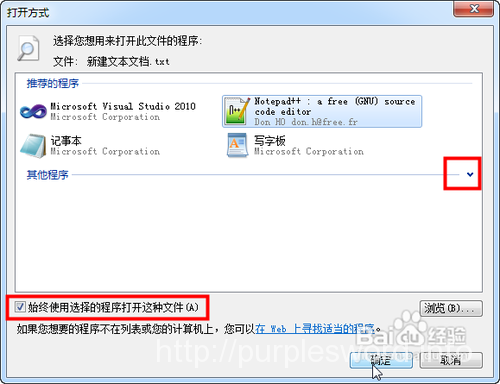 打开方式
选择您想用来打开此文件的程序:
文件: 新建文本文档.txt
推荐的程序
Microsoft Visual Studio 2010
Microsoft Corporation
Notepad++ : a free (GNU) source
code editor
Don HO don.h@free.fr
记事本
Microsoft Corporation
写字板
Microsoft Corporation
其他程序
始终使用选择的程序打开这种文件(A)
浏览(B)...
如果您想要的程序不在列表或您的计算机上，您可以在 Web 上寻找适当的程序。
Baidu经验
确定
取消